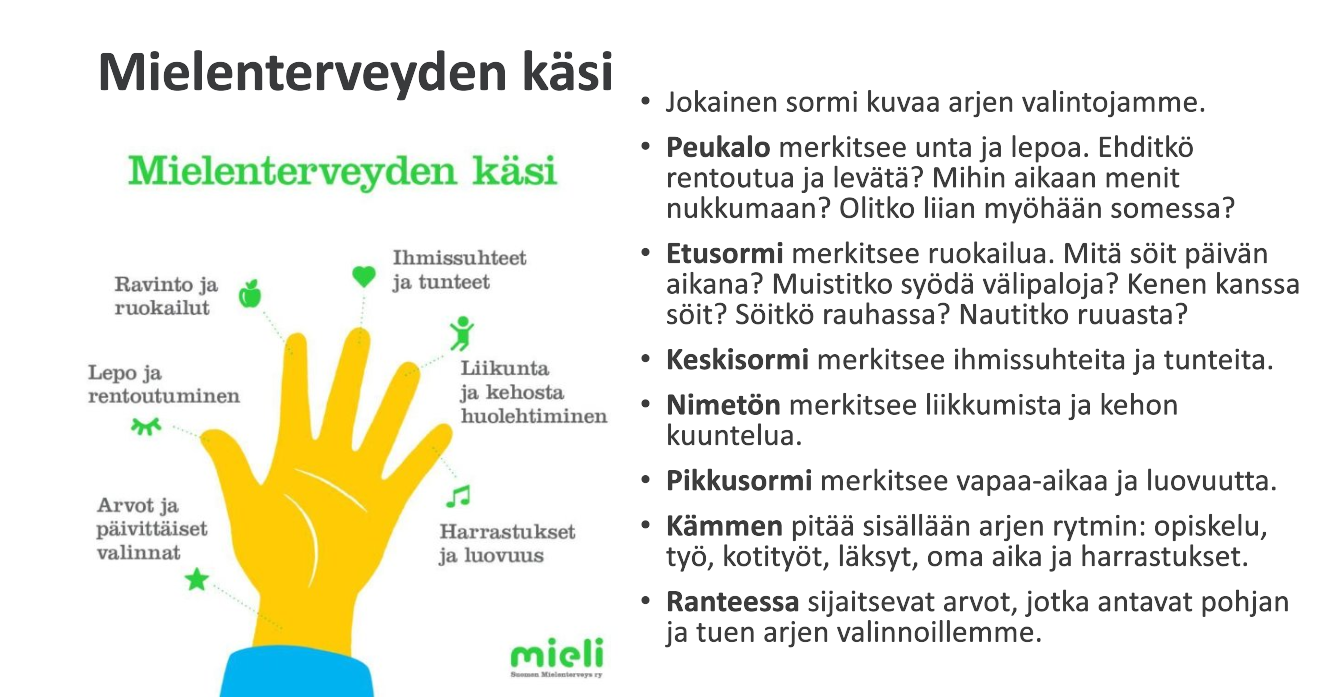 Mielenterveyden käsi
Mielenterveyden käsi
Ravinto ja
ruokailut
Ihmissuhteet
ja tunteet
Lepo ja
rentoutuminen
Liikunta
ja kehosta
huolehtiminen
Arvot ja
päivittäiset
valinnat
Harrastukset
ja luovuus
mieli
Suomen Mielenterveys ry
• Jokainen sormi kuvaa arjen valintojamme.
• Peukalo merkitsee unta ja lepoa. Ehditkö
rentoutua ja levätä? Mihin aikaan menit
nukkumaan? Olitko liian myöhään somessa?
• Etusormi merkitsee ruokailua. Mitä söit päivän
aikana? Muistitko syödä välipaloja? Kenen kanssa
söit? Söitkö rauhassa? Nautitko ruuasta?
• Keskisormi merkitsee ihmissuhteita ja tunteita.
• Nimetön merkitsee liikkumista ja kehon
kuuntelua.
• Pikkusormi merkitsee vapaa-aikaa ja luovuutta.
• Kämmen pitää sisällään arjen rytmin: opiskelu,
työ, kotityöt, läksyt, oma aika ja harrastukset.
• Ranteessa sijaitsevat arvot, jotka antavat pohjan
ja tuen arjen valinnoillemme.